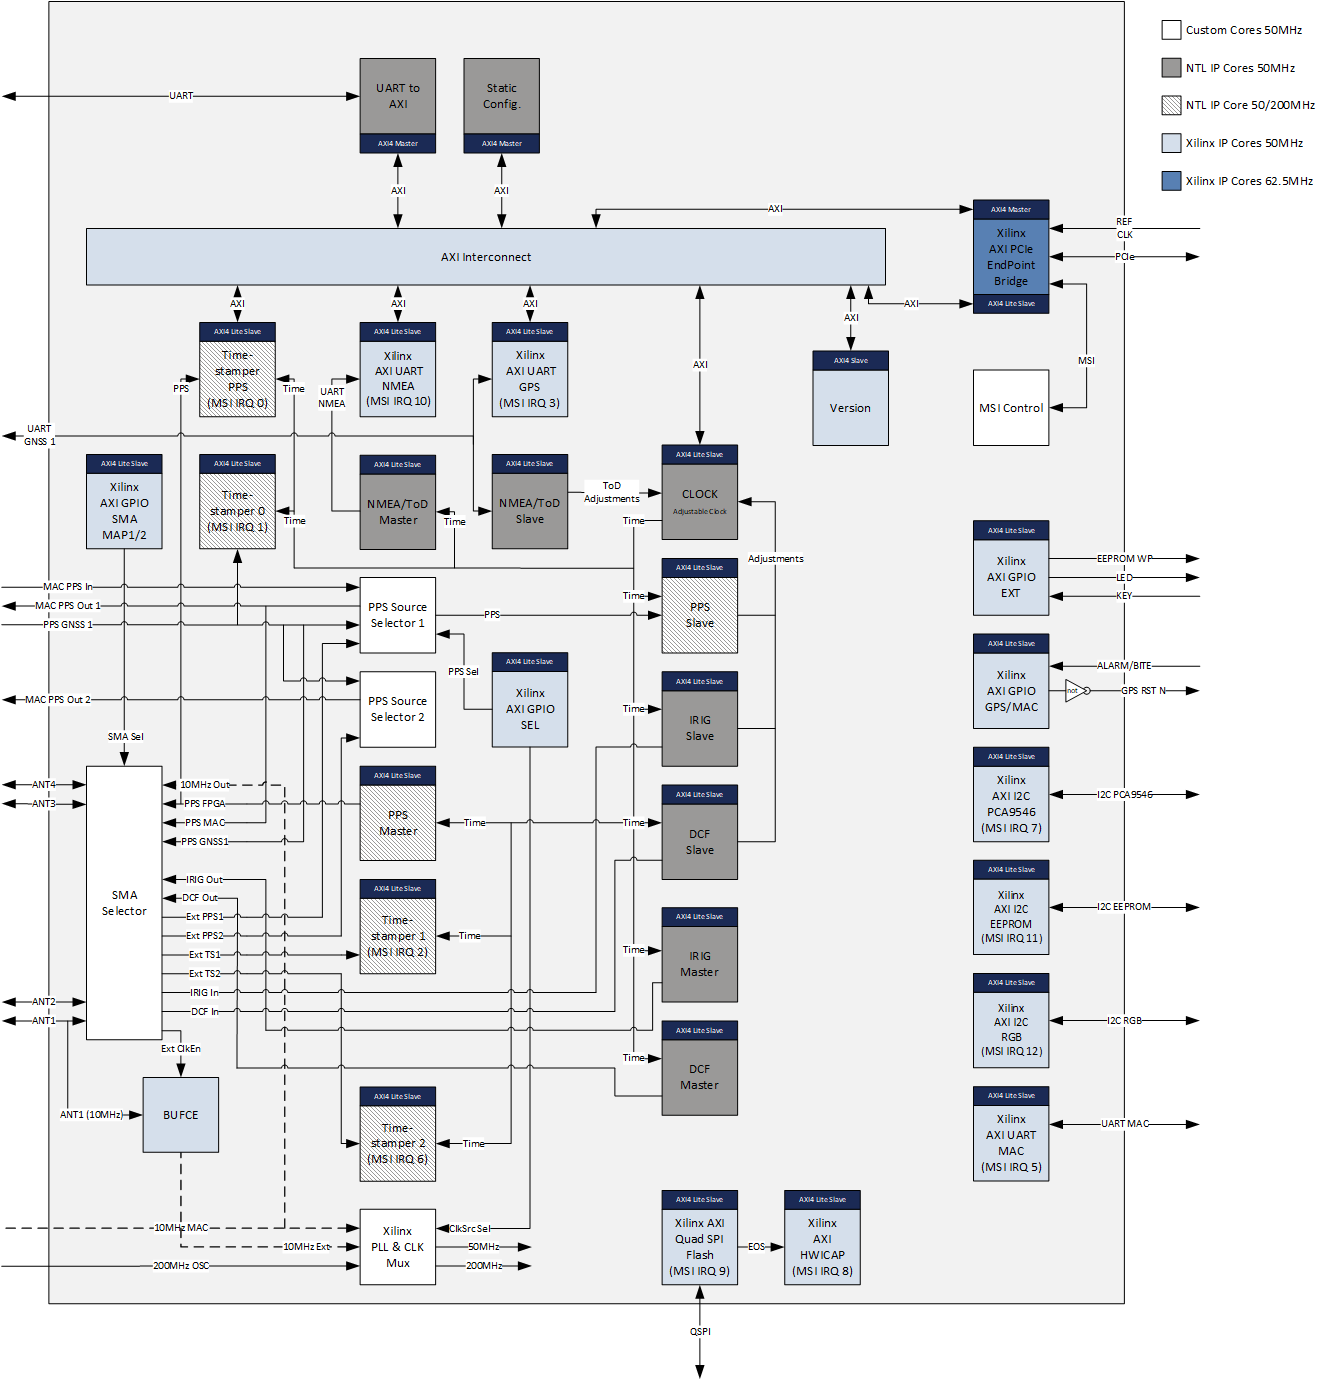 Custom Cores 50MHz
NTL IP Cores 50MHz
NTL IP Core 50/200MHz
Xilinx IP Cores 50MHz
Xilinx IP Cores 62.5MHz
UART
UART to
AXI
AXI4 Master
Static
Config.
AXI4 Master
AXI
AXI
AXI
AXI Interconnect
AXI4 Master
Xilinx
AXI PCIe
EndPoint
Bridge
AXI4 Lite Slave
REF
CLK
PCIe
MSI
AXI
AXI
AXI
AXI
AXI
AXI
AXI4 Lite Slave
Time-
stamper
PPS
(MSI IRQ 0)
PPS
Time
AXI4 Lite Slave
Xilinx
AXI UART
NMEA
(MSI IRQ 10)
UART
NMEA
AXI4 Lite Slave
Xilinx
AXI UART
GPS
(MSI IRQ 3)
AXI4 Slave
Version
MSI Control
UART
GNSS 1
AXI4 Lite Slave
Xilinx
AXI GPIO
SMA
MAP1/2
AXI4 Lite Slave
Time-
stamper 0
(MSI IRQ 1)
Time
AXI4 Lite Slave
NMEA/ToD
Master
Time
AXI4 Lite Slave
NMEA/ToD
Slave
ToD
Adjustments
AXI4 Lite Slave
CLOCK
Adjustable Clock
Time
Adjustments
AXI4 Lite Slave
Xilinx
AXI GPIO
EXT
EEPROM WP
LED
KEY
MAC PPS In
MAC PPS Out 1
PPS GNSS 1
PPS Source
Selector 1
PPS
Time
AXI4 Lite Slave
PPS
Slave
AXI4 Lite Slave
Xilinx
AXI GPIO
GPS/MAC
ALARM/BITE
not
GPS RST N
MAC PPS Out 2
PPS Source
Selector 2
PPS Sel
AXI4 Lite Slave
Xilinx
AXI GPIO
SEL
Time
AXI4 Lite Slave
IRIG
Slave
SMA Sel
ANT4
ANT3
ANT2
ANT1
SMA
Selector
10MHz Out
PPS FPGA
PPS MAC
PPS GNSS1
IRIG Out
DCF Out
Ext PPS1
Ext PPS2
Ext TS1
Ext TS2
IRIG In
DCF In
Ext ClkEn
AXI4 Lite Slave
PPS
Master
Time
Time
AXI4 Lite Slave
DCF
Slave
AXI4 Lite Slave
Xilinx
AXI I2C
PCA9546
(MSI IRQ 7)
I2C PCA9546
AXI4 Lite Slave
Time-
stamper 1
(MSI IRQ 2)
Time
Time
AXI4 Lite Slave
IRIG
Master
AXI4 Lite Slave
Xilinx
AXI I2C
EEPROM
(MSI IRQ 11)
I2C EEPROM
AXI4 Lite Slave
Xilinx
AXI I2C
RGB
(MSI IRQ 12)
I2C RGB
Time
AXI4 Lite Slave
DCF
Master
ANT1 (10MHz)
BUFCE
AXI4 Lite Slave
Time-
stamper 2
(MSI IRQ 6)
Time
AXI4 Lite Slave
Xilinx
AXI UART
MAC
(MSI IRQ 5)
UART MAC
10MHz MAC
10MHz Ext
200MHz OSC
Xilinx
PLL & CLK
Mux
ClkSrc Sel
50MHz
200MHz
AXI4 Lite Slave
Xilinx AXI
Quad SPI
Flash
(MSI IRQ 9)
EOS
AXI4 Lite Slave
Xilinx
AXI
HWICAP
(MSI IRQ 8)
QSPI